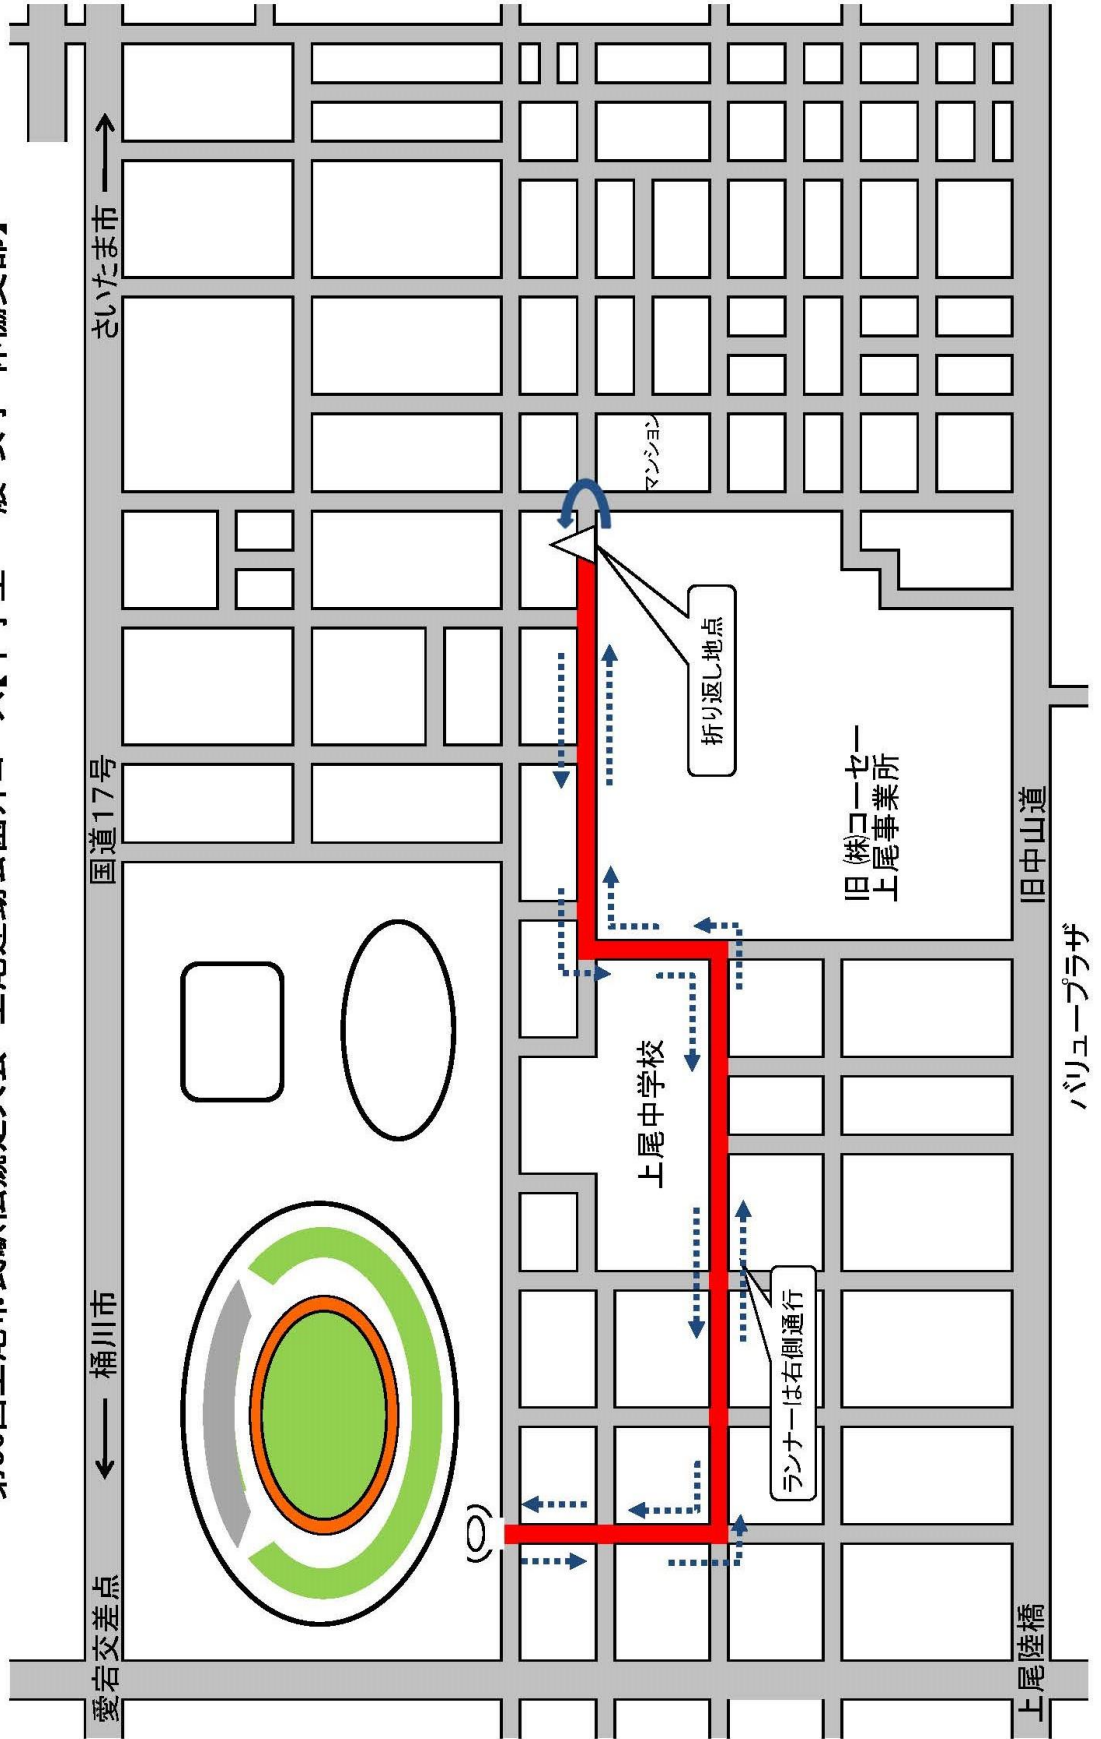 愛宕交差点
← 桶川市
国道17号
さいたま市 →
マンション
上尾中学校
折り返し地点
ランナーは右側通行
旧㈱コーセー
上尾事業所
上尾陸橋
旧中山道
バリュープラザ